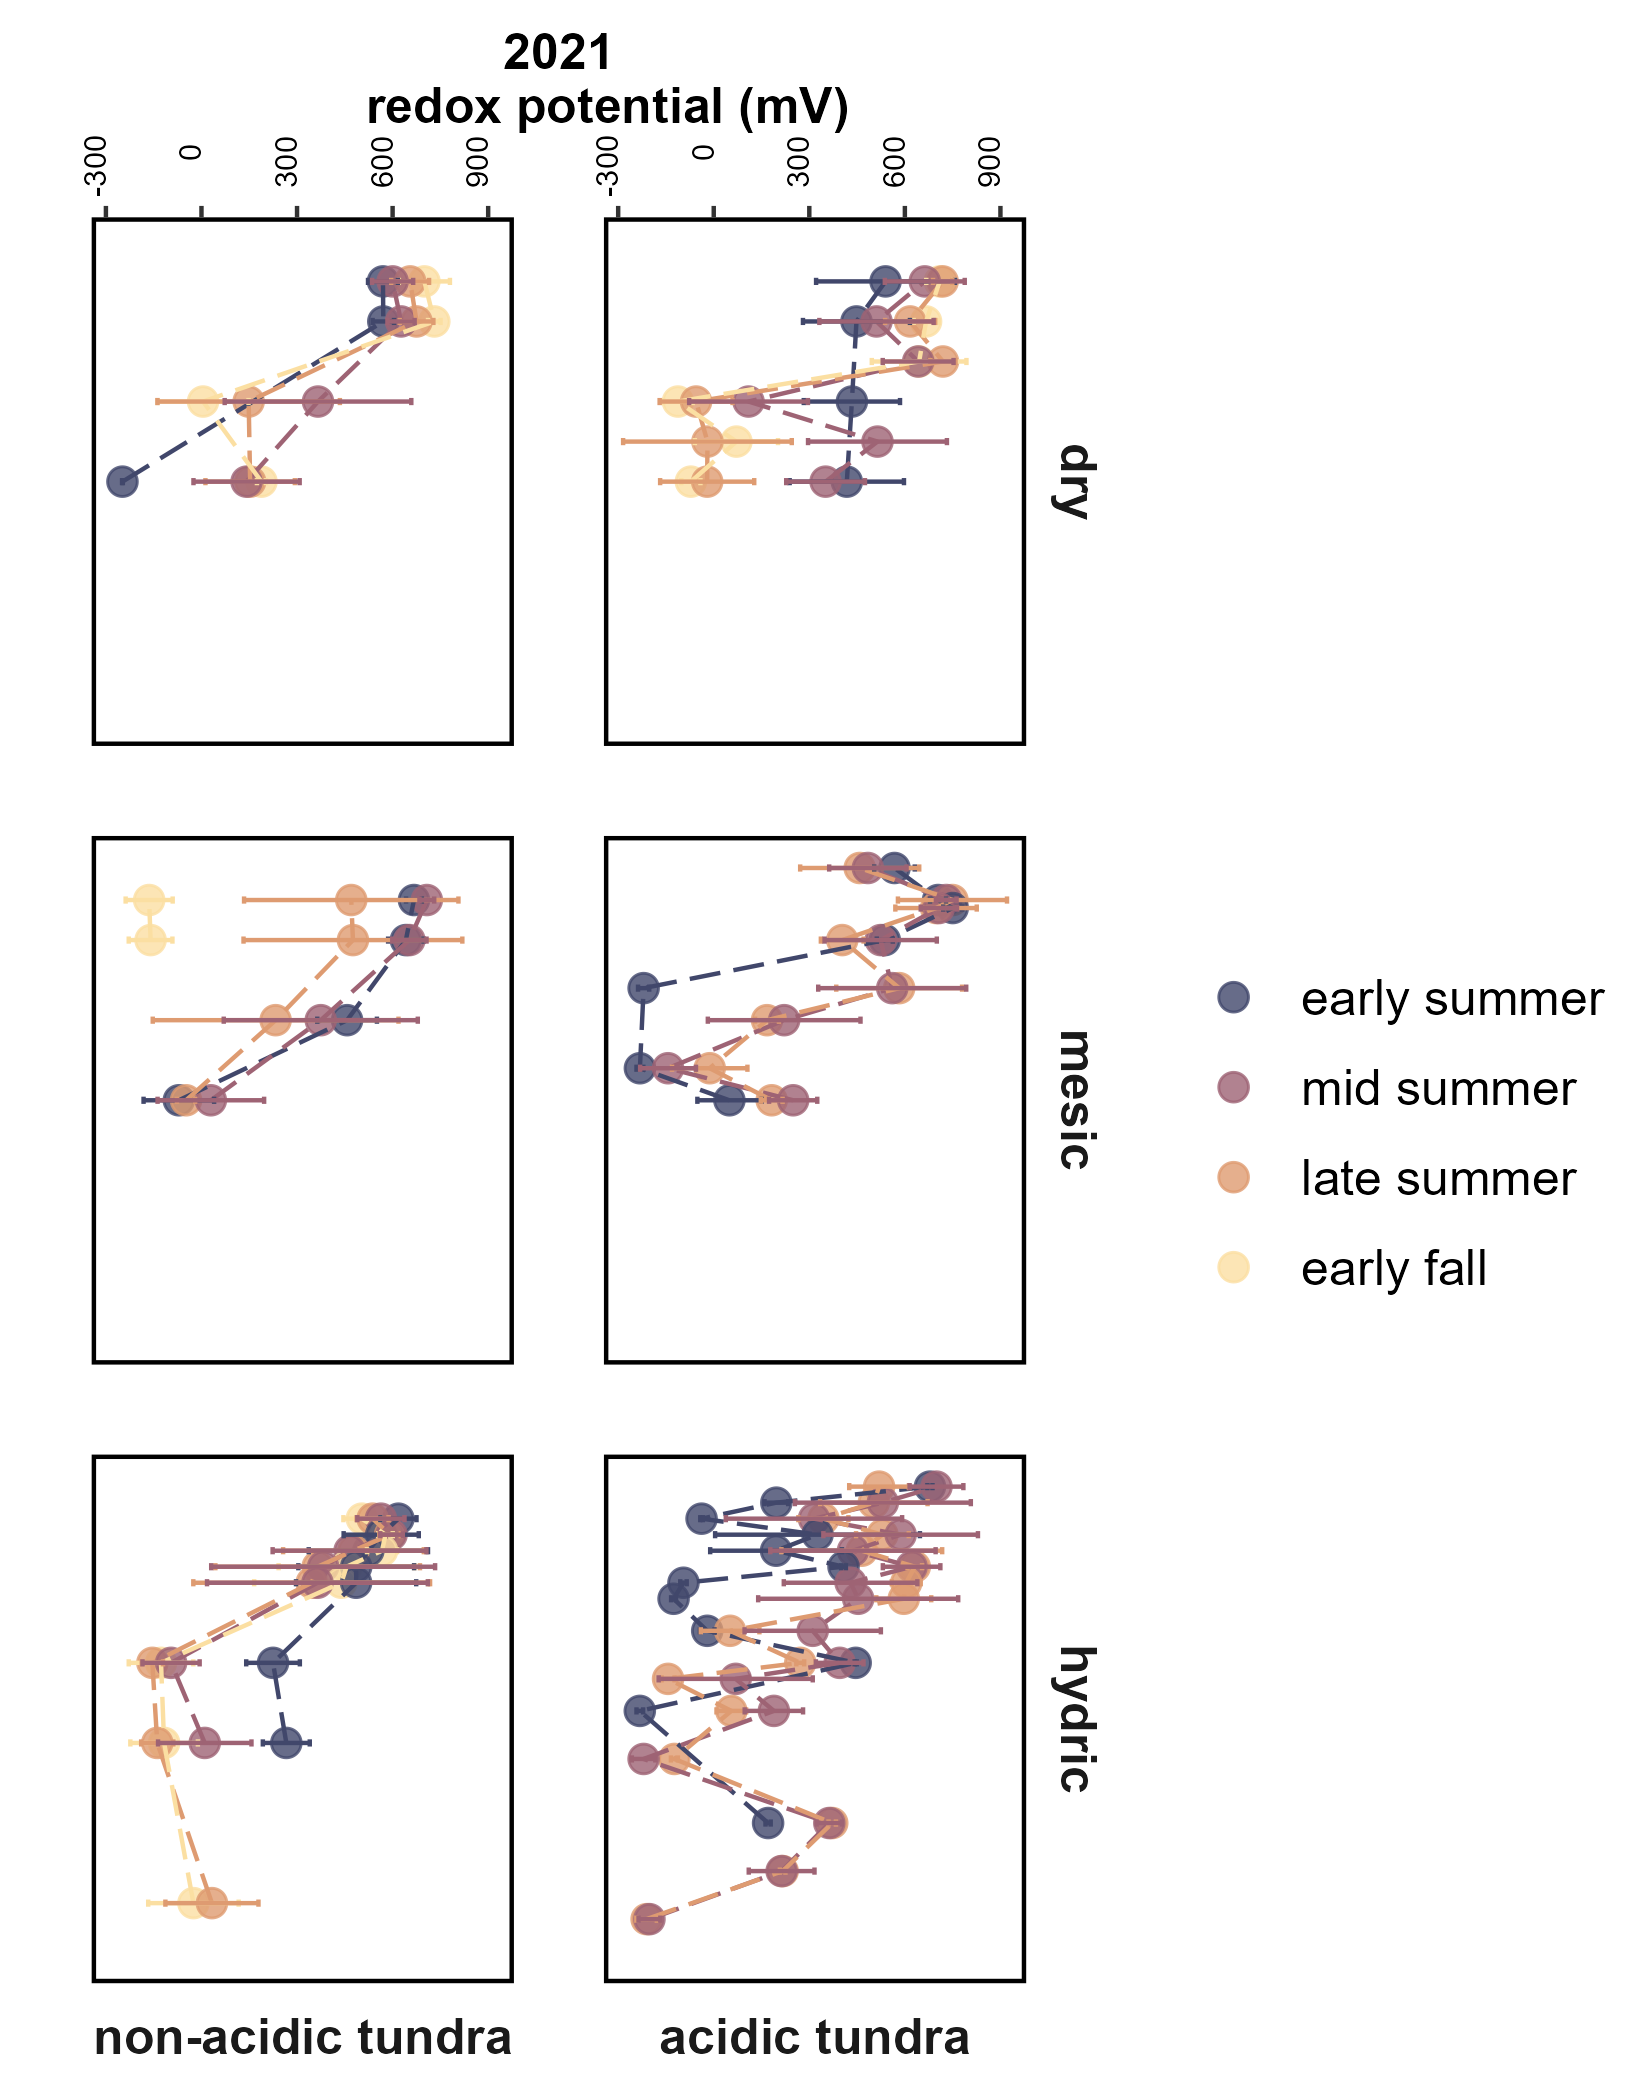 2021
redox potential (mV)
-300 0 300 600 900
-300 0 300 600 900
dry
mesic
hydric
early summer
mid summer
late summer
early fall
non-acidic tundra
acidic tundra